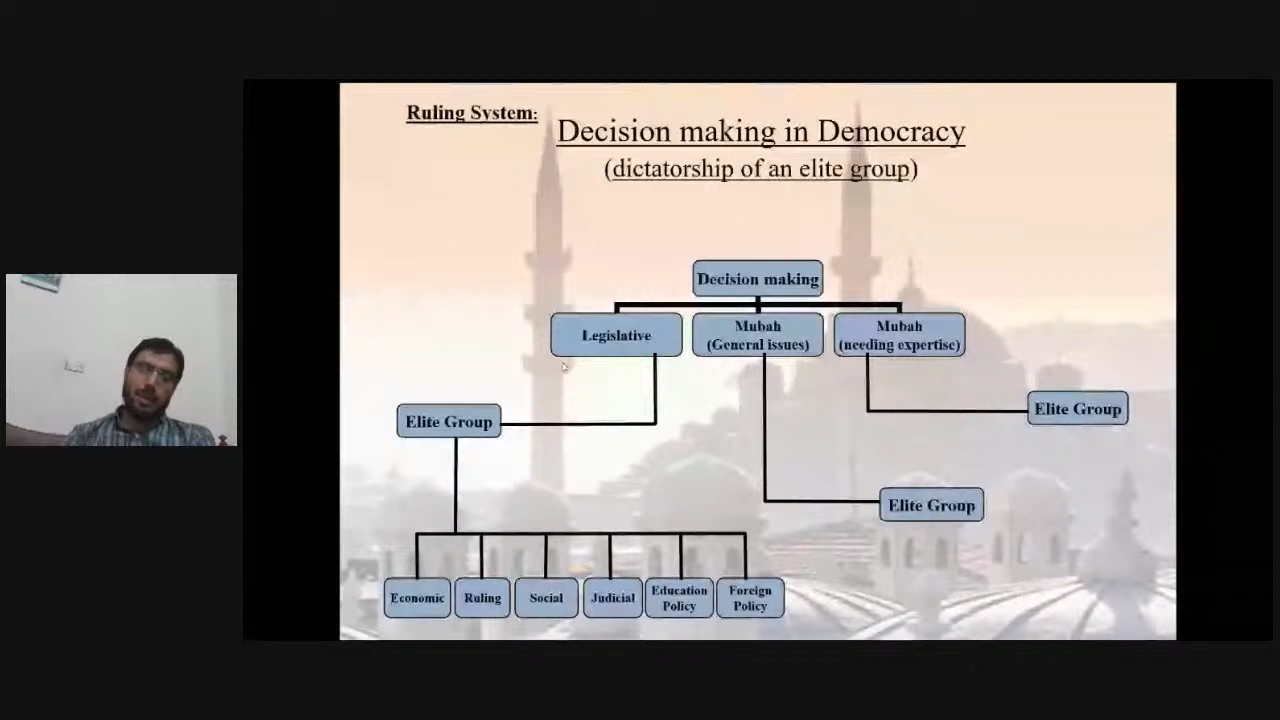 Ruling System:
Decision making in Democracy
(dictatorship of an elite group)
Decision making
Legislative
Mubah
(General issues)
Mubah
(needing expertise)
Elite Group
Elite Group
Elite Group
Economic
Ruling
Social
Judicial
Education
Policy
Foreign
Policy